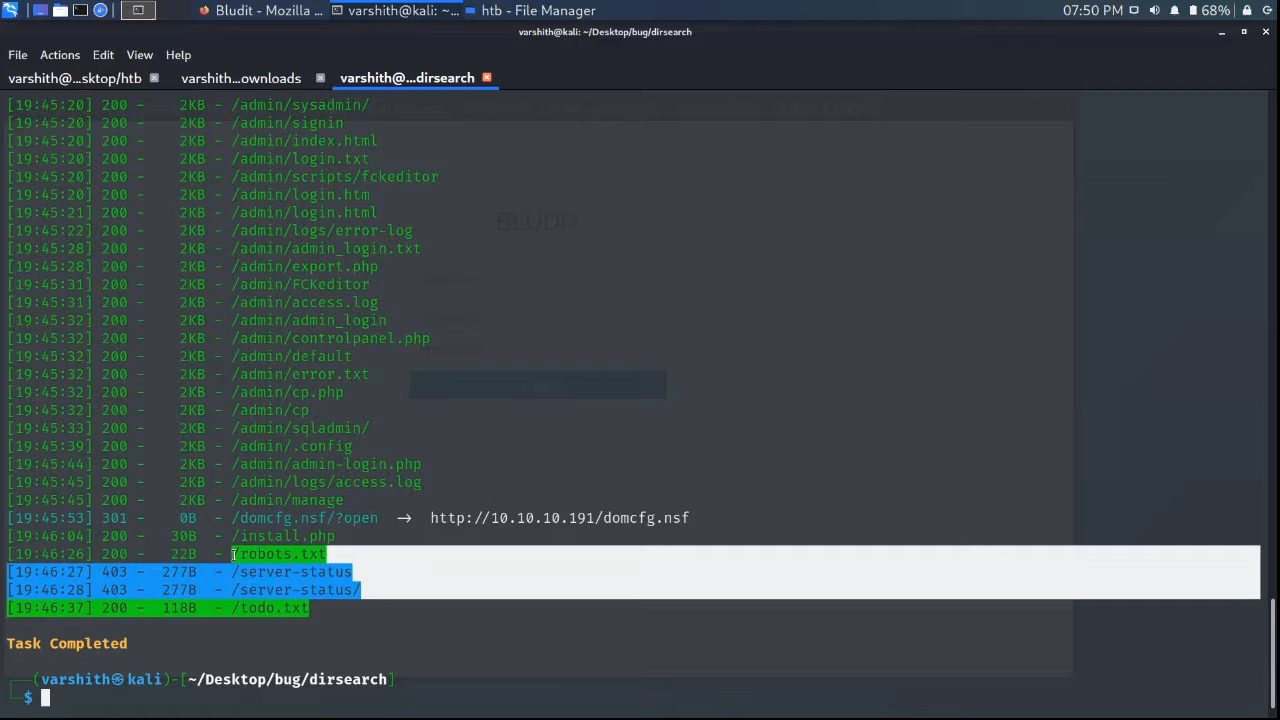 Bludit - Mozilla ... varshith@kali: ~... htb - File Manager 07:50 PM 68%
varshith@kali: ~/Desktop/bug/dirsearch
File Actions Edit View Help
varshith@...sktop/htb varshith...ownloads varshith@...dirsearch
[19:45:20] 200 - 2KB - /admin/sysadmin/
[19:45:20] 200 - 2KB - /admin/signin
[19:45:20] 200 - 2KB - /admin/index.html
[19:45:20] 200 - 2KB - /admin/login.txt
[19:45:20] 200 - 2KB - /admin/scripts/fckeditor
[19:45:20] 200 - 2KB - /admin/login.htm
[19:45:21] 200 - 2KB - /admin/login.html
[19:45:22] 200 - 2KB - /admin/logs/error-log
[19:45:28] 200 - 2KB - /admin/admin_login.txt
[19:45:28] 200 - 2KB - /admin/export.php
[19:45:31] 200 - 2KB - /admin/FCKeditor
[19:45:31] 200 - 2KB - /admin/access.log
[19:45:32] 200 - 2KB - /admin/admin_login
[19:45:32] 200 - 2KB - /admin/controlpanel.php
[19:45:32] 200 - 2KB - /admin/default
[19:45:32] 200 - 2KB - /admin/error.txt
[19:45:32] 200 - 2KB - /admin/cp.php
[19:45:32] 200 - 2KB - /admin/cp
[19:45:33] 200 - 2KB - /admin/sqladmin/
[19:45:39] 200 - 2KB - /admin/.config
[19:45:44] 200 - 2KB - /admin/admin-login.php
[19:45:45] 200 - 2KB - /admin/logs/access.log
[19:45:45] 200 - 2KB - /admin/manage
[19:45:53] 301 - 0B - /domcfg.nsf/?open → http://10.10.10.191/domcfg.nsf
[19:46:04] 200 - 30B - /install.php
[19:46:26] 200 - 22B - /robots.txt
[19:46:27] 403 - 277B - /server-status
[19:46:28] 403 - 277B - /server-status/
[19:46:37] 200 - 118B - /todo.txt
Task Completed
(varshith㉿kali)-[~/Desktop/bug/dirsearch]
$
BLUDIT